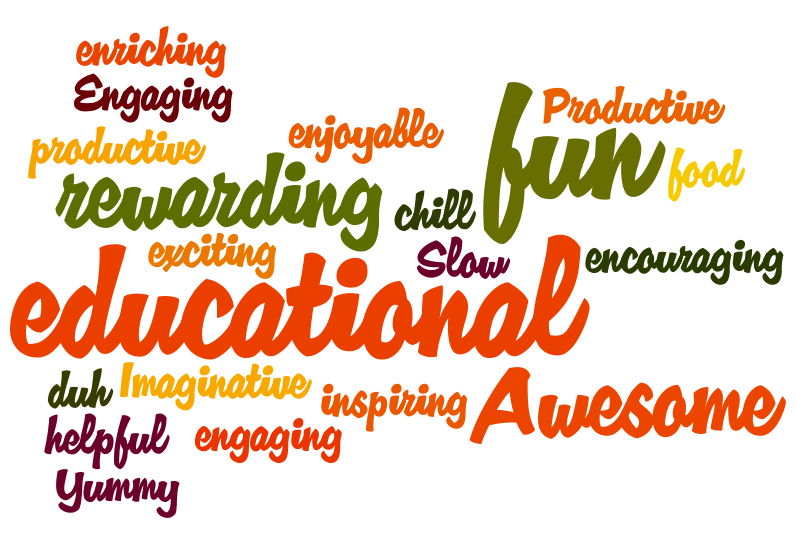 enriching
Engaging
Productive
enjoyable
productive
fun
food
rewarding
chill
exciting
Slow
encouraging
educational
duh
Imaginative
inspiring
Awesome
helpful
engaging
Yummy